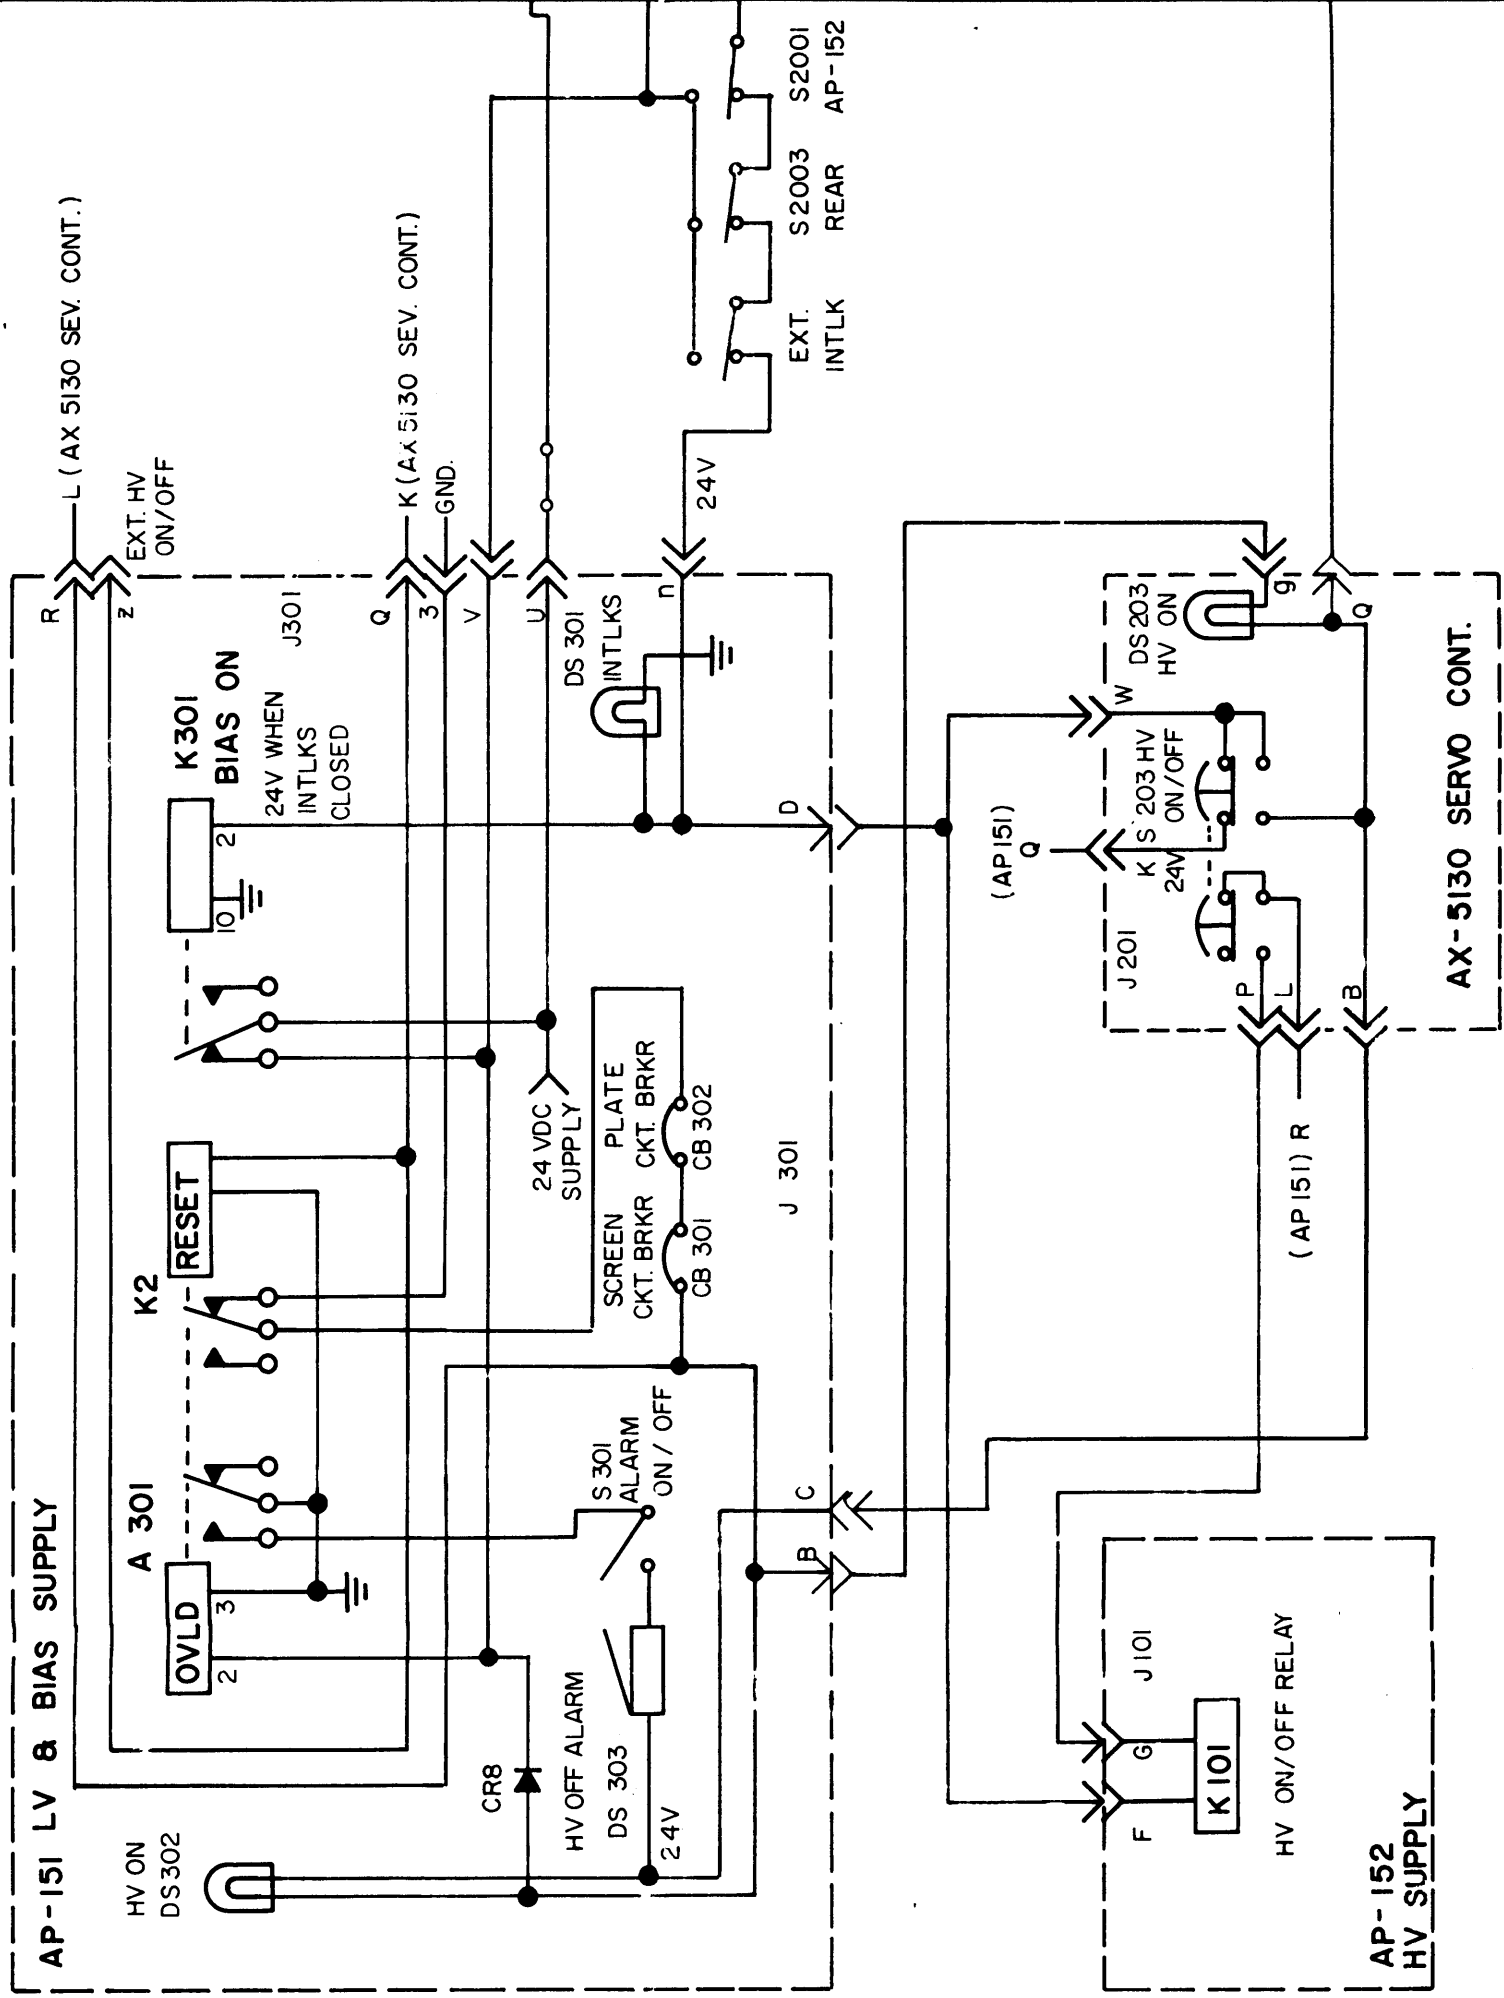 AP-151 LV & BIAS SUPPLY
HV ON
DS302
OVLD
2
3
A 301
K2
RESET
K301
BIAS ON
10
2
24V WHEN
INTLKS
CLOSED
R
z
J301
L (AX 5130 SEV. CONT.)
EXT. HV
ON/OFF
Q
3
V
U
n
K (AX 5130 SEV. CONT.)
GND.
CR8
HV OFF ALARM
DS 303
24V
S 301
ALARM
ON / OFF
SCREEN
CKT. BRKR
CB 301
PLATE
CKT. BRKR
CB 302
24 VDC
SUPPLY
DS 301
INTLKS
J 301
B
C
D
24V
EXT.
INTLK
S2003
REAR
S2001
AP-152
AP-152
HV SUPPLY
F
G
J101
K101
HV ON/OFF RELAY
(AP151) R
(AP151)
Q
J201
P
L
B
K
24V
S 203 HV
ON/OFF
W
DS203
HV ON
g
Q
AX-5130 SERVO CONT.